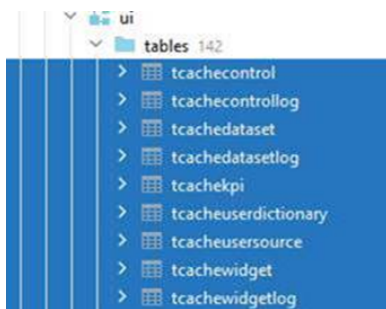 ui
tables 142
tcachecontrol
tcachecontrollog
tcachedataset
tcachedatasetlog
tcachekpi
tcacheuserdictionary
tcacheusersource
tcachewidget
tcachewidgetlog